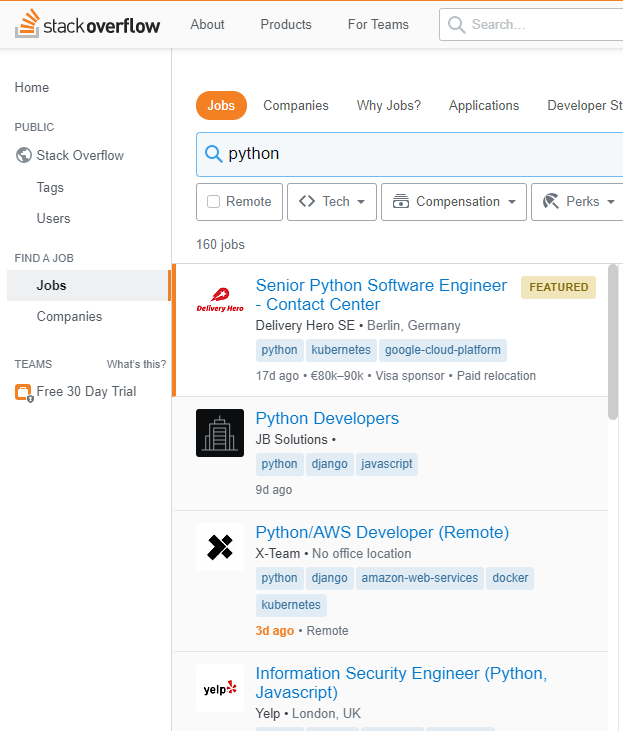 stackoverflow
About
Products
For Teams
Search...
Home
PUBLIC
Stack Overflow
Tags
Users
FIND A JOB
Jobs
Companies
TEAMS
What's this?
Free 30 Day Trial
Jobs
Companies
Why Jobs?
Applications
Developer St
python
Remote
Tech
Compensation
Perks
160 jobs
Delivery Hero
Senior Python Software Engineer
- Contact Center
FEATURED
Delivery Hero SE • Berlin, Germany
python kubernetes google-cloud-platform
17d ago • €80k–90k • Visa sponsor • Paid relocation
Python Developers
JB Solutions •
python django javascript
9d ago
Python/AWS Developer (Remote)
X-Team • No office location
python django amazon-web-services docker
kubernetes
3d ago • Remote
yelp
Information Security Engineer (Python,
Javascript)
Yelp • London, UK